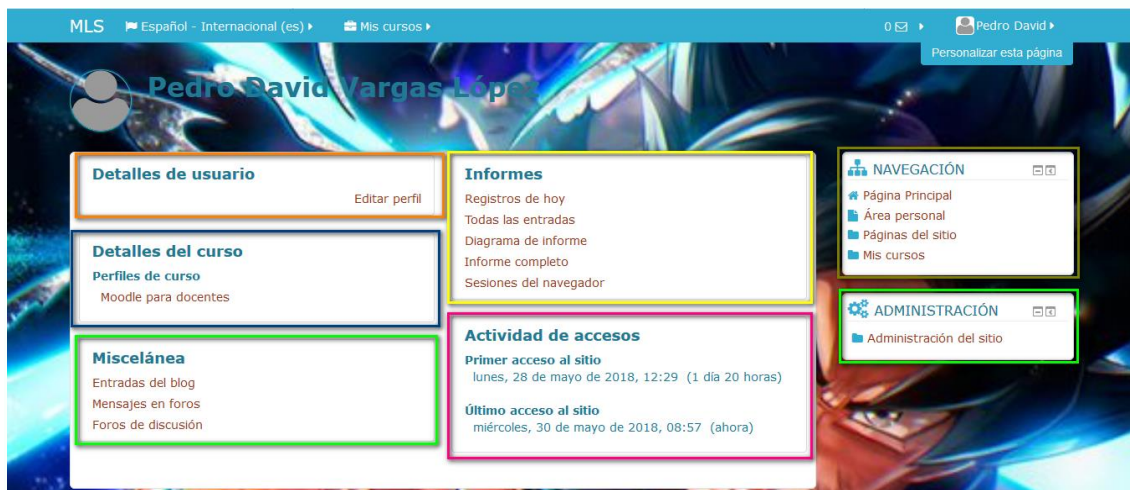 MLS Español - Internacional (es) Mis cursos 0 Pedro David
Personalizar esta página
Pedro David Vargas López
Detalles de usuario
Editar perfil
Detalles del curso
Perfiles de curso
Moodle para docentes
Miscelánea
Entradas del blog
Mensajes en foros
Foros de discusión
Informes
Registros de hoy
Todas las entradas
Diagrama de informe
Informe completo
Sesiones del navegador
Actividad de accesos
Primer acceso al sitio
lunes, 28 de mayo de 2018, 12:29 (1 día 20 horas)
Último acceso al sitio
miércoles, 30 de mayo de 2018, 08:57 (ahora)
NAVEGACIÓN
Página Principal
Área personal
Páginas del sitio
Mis cursos
ADMINISTRACIÓN
Administración del sitio